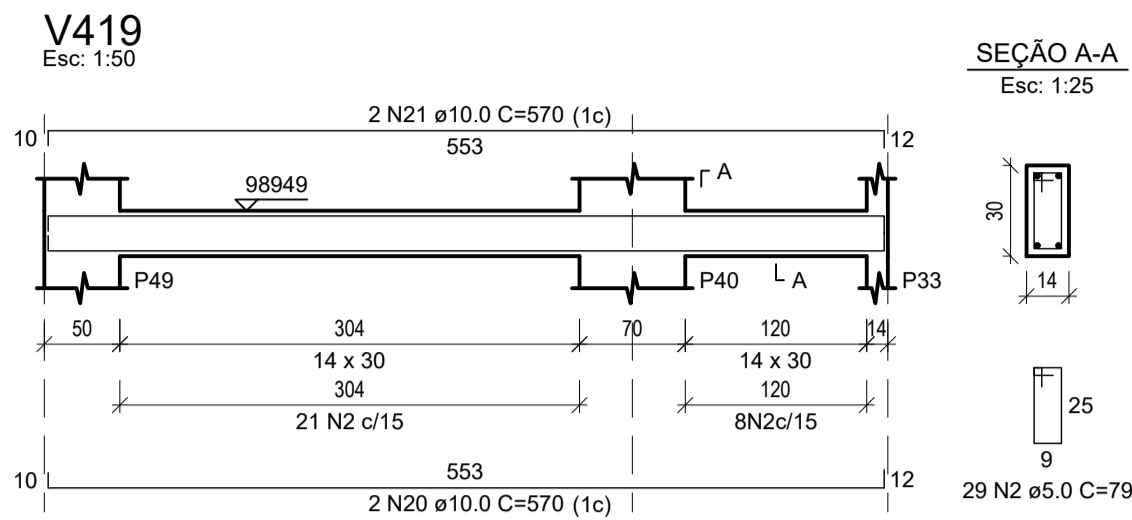 V419
Esc: 1:50
SEÇÃO A-A
Esc: 1:25
2 N21 ø10.0 C=570 (1c)
10
553
12
98949
A
A
P49
P40
P33
30
14
50
304
70
120
14
14 x 30
14 x 30
304
120
21 N2 c/15
8N2c/15
25
9
29 N2 ø5.0 C=79
10
553
12
2 N20 ø10.0 C=570 (1c)